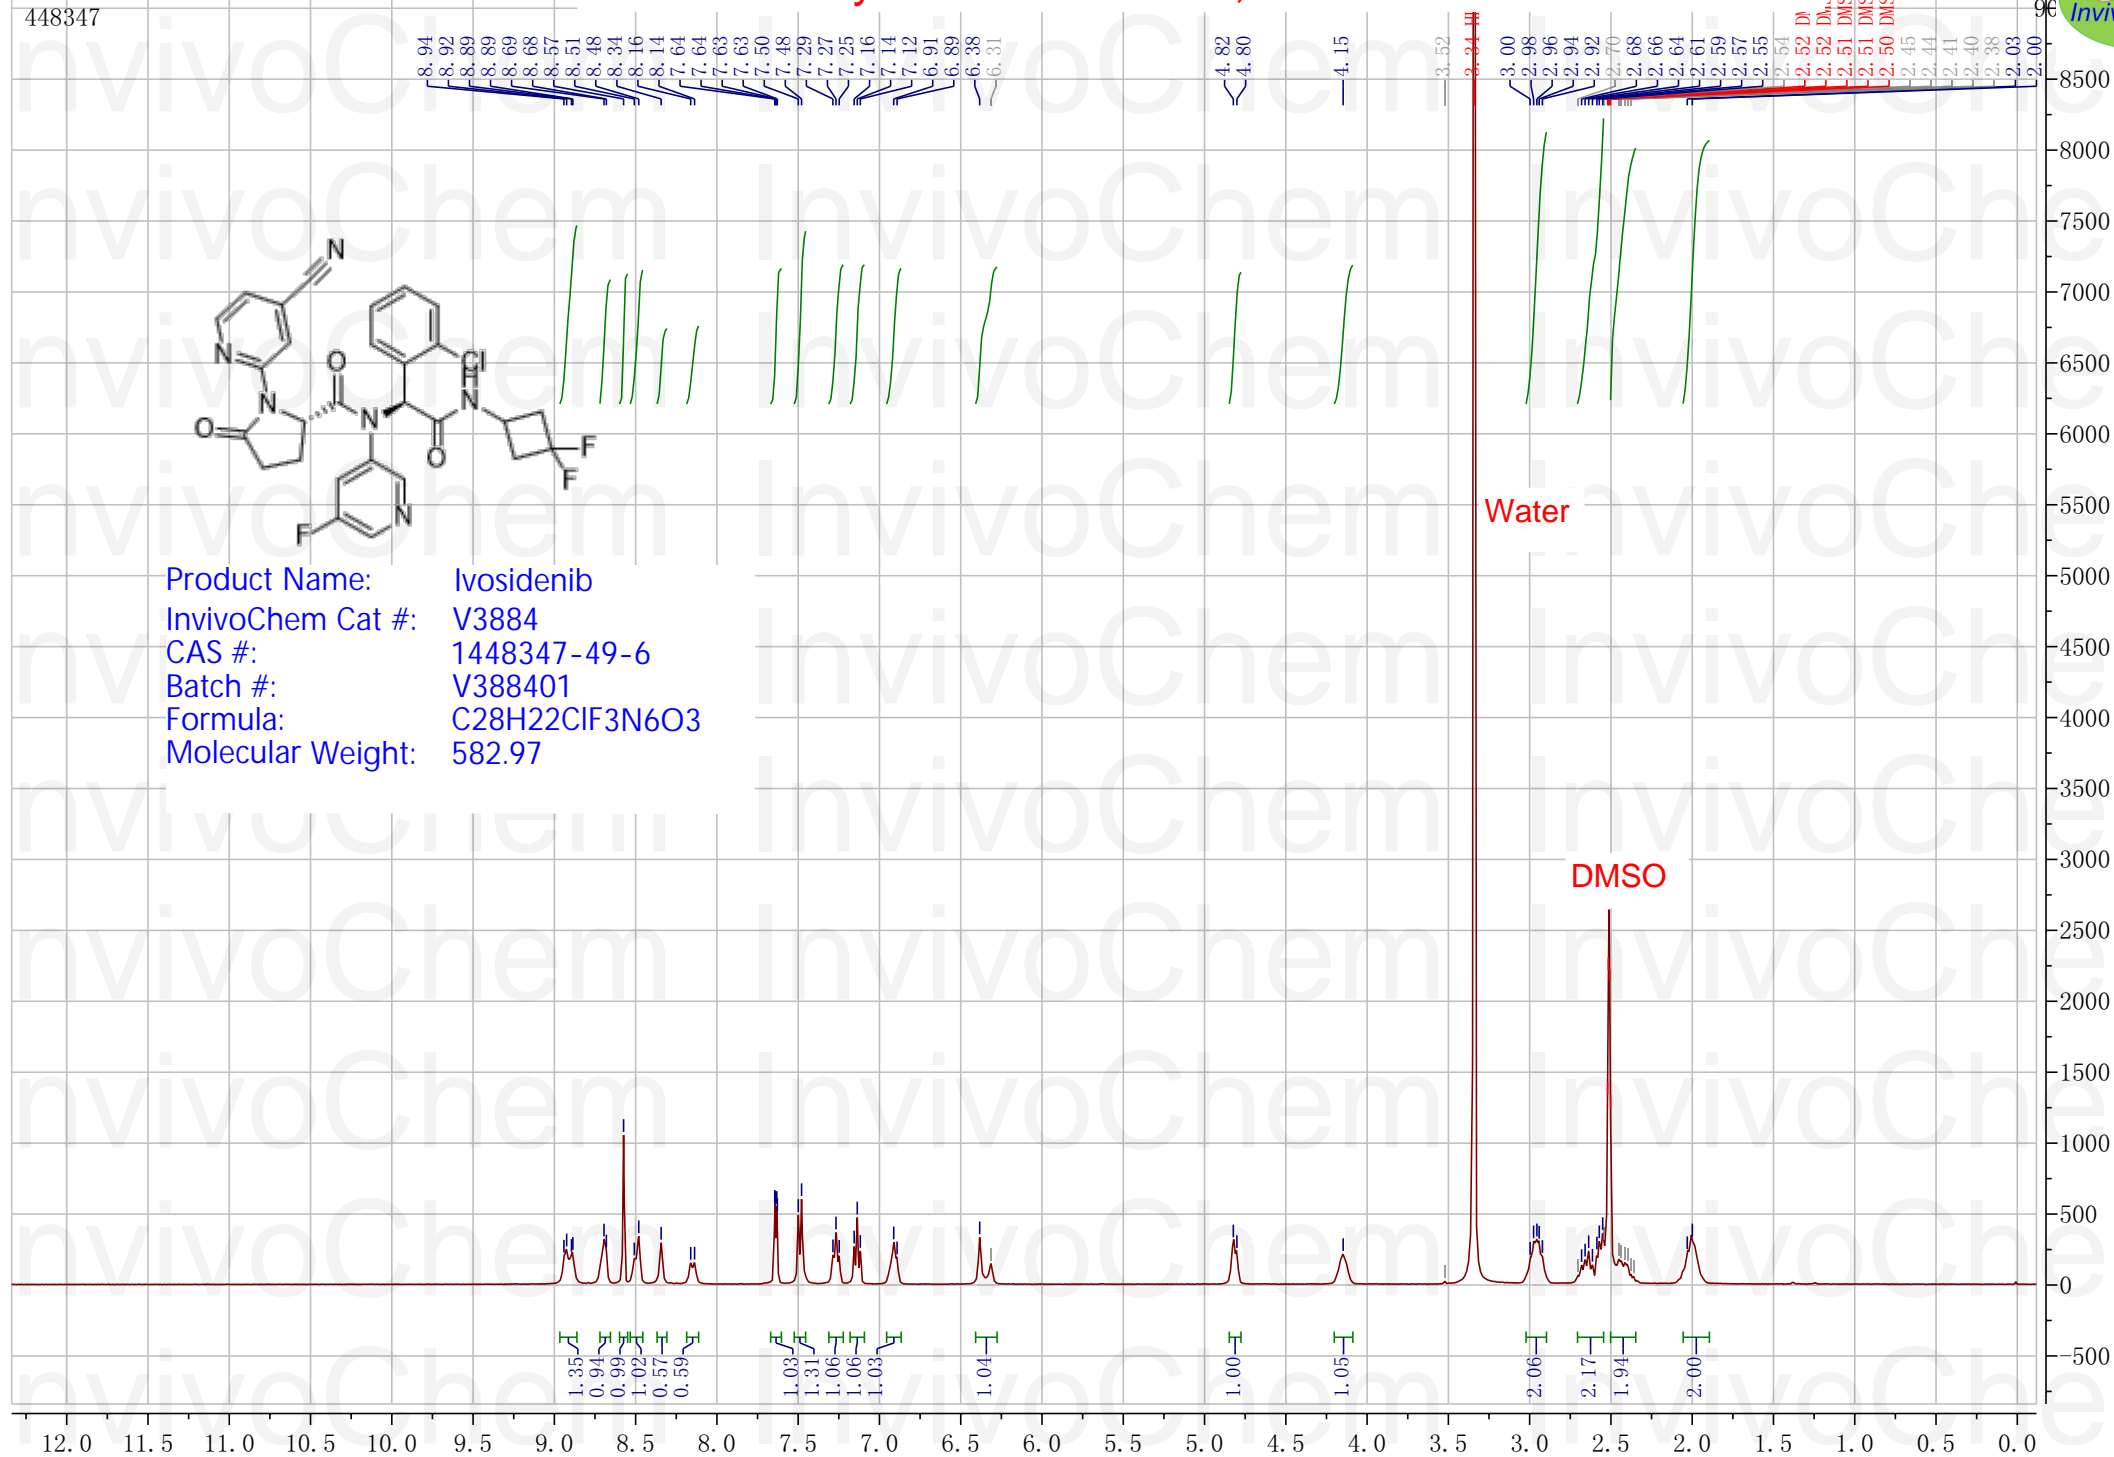 448347
8.94 8.92 8.89 8.89 8.69 8.68 8.57 8.51 8.48 8.34 8.16 8.14 7.64 7.64 7.63 7.63 7.50 7.48 7.29 7.27 7.25 7.16 7.14 7.12 6.91 6.89 6.38 6.31
4.82 4.80
4.15
3.52
3.34
3.00 2.98 2.96 2.94 2.92 2.70 2.68 2.66 2.64 2.61 2.59 2.57 2.55 2.54 2.52 2.52 2.51 2.51 2.50 2.45 2.44 2.41 2.40 2.38 2.03 2.00
8500
8000
7500
7000
6500
6000
5500
5000
4500
4000
3500
3000
2500
2000
1500
1000
500
0
-500
N
N
O
Cl
H
N
N
N
O
O
F
F
F
N
Water
Product Name: Ivosidenib
InvivoChem Cat #: V3884
CAS #: 1448347-49-6
Batch #: V388401
Formula: C28H22ClF3N6O3
Molecular Weight: 582.97
DMSO
1.35 0.94 0.99 1.02 0.57 0.59 1.03 1.31 1.06 1.06 1.03 1.04 1.00 1.05 2.06 2.17 1.94 2.00
12.0 11.5 11.0 10.5 10.0 9.5 9.0 8.5 8.0 7.5 7.0 6.5 6.0 5.5 5.0 4.5 4.0 3.5 3.0 2.5 2.0 1.5 1.0 0.5 0.0
InvivoChem